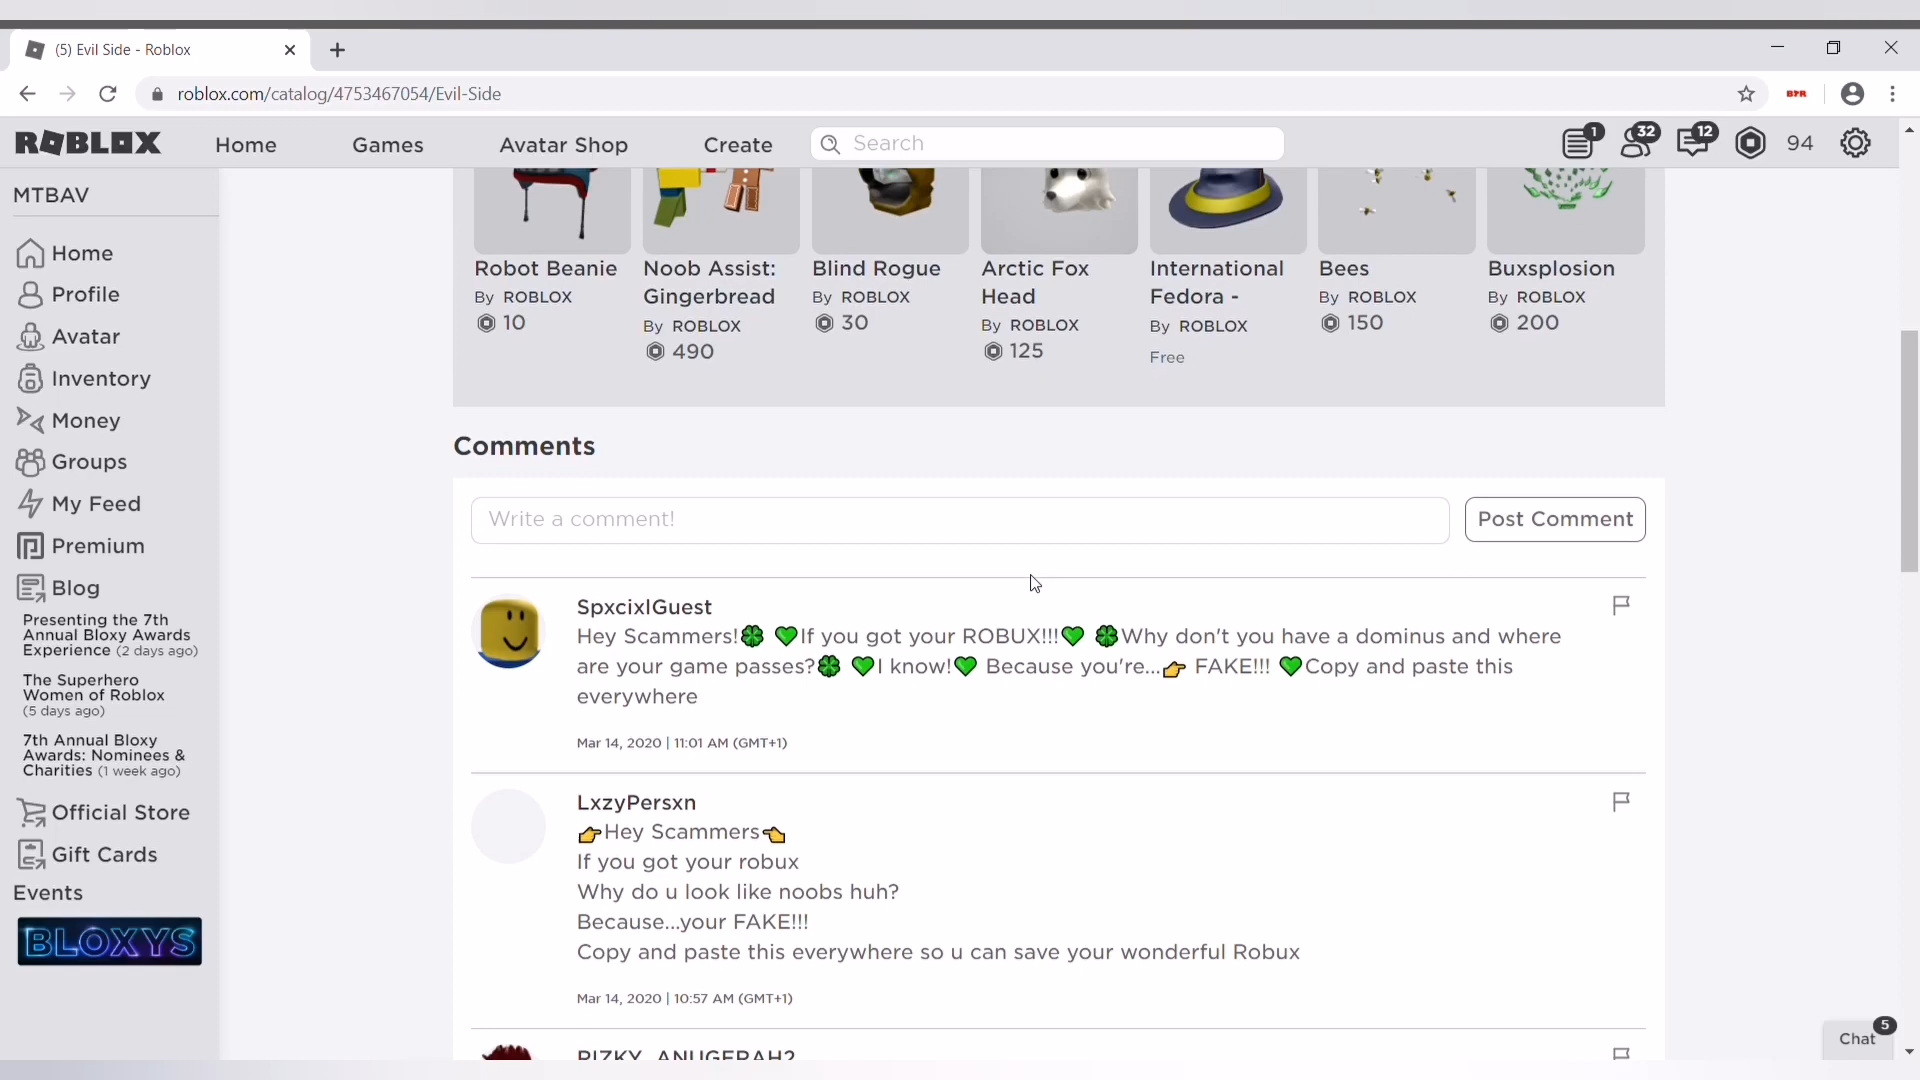 (5) Evil Side - Roblox
roblox.com/catalog/4753467054/Evil-Side
ROBLOX
Home
Games
Avatar Shop
Create
Search
1
32
12
94
MTBAV
Home
Profile
Avatar
Inventory
Money
Groups
My Feed
Premium
Blog
Presenting the 7th
Annual Bloxy Awards
Experience (2 days ago)
The Superhero
Women of Roblox
(5 days ago)
7th Annual Bloxy
Awards: Nominees &
Charities (1 week ago)
Official Store
Gift Cards
Events
BLOXYS
Robot Beanie
By ROBLOX
10
Noob Assist:
Gingerbread
By ROBLOX
490
Blind Rogue
By ROBLOX
30
Arctic Fox
Head
By ROBLOX
125
International
Fedora -
By ROBLOX
Free
Bees
By ROBLOX
150
Buxsplosion
By ROBLOX
200
Comments
Write a comment!
Post Comment
SpxcixlGuest
Hey Scammers!🍀 💚If you got your ROBUX!!!💚 🍀Why don't you have a dominus and where
are your game passes?🍀 💚I know!💚 Because you're...👉 FAKE!!! 💚Copy and paste this
everywhere
Mar 14, 2020 | 11:01 AM (GMT+1)
LxzyPersxn
👉Hey Scammers👈
If you got your robux
Why do u look like noobs huh?
Because...your FAKE!!!
Copy and paste this everywhere so u can save your wonderful Robux
Mar 14, 2020 | 10:57 AM (GMT+1)
RIZKY_ANUGERAH2
Chat
5